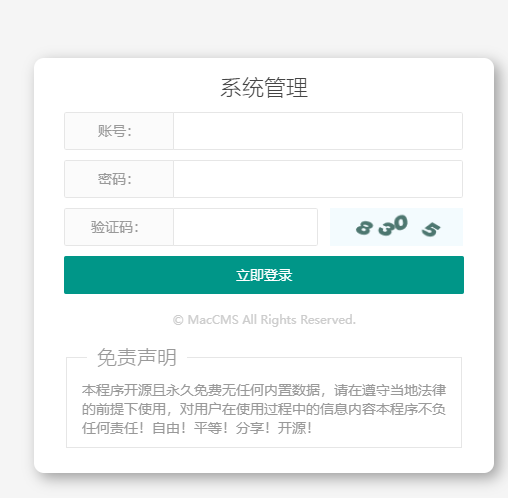 系统管理
账号:
密码:
验证码:
8305
立即登录
© MacCMS All Rights Reserved.
免责声明
本程序开源且永久免费无任何内置数据，请在遵守当地法律
的前提下使用，对用户在使用过程中的信息内容本程序不负
任何责任！自由！平等！分享！开源！